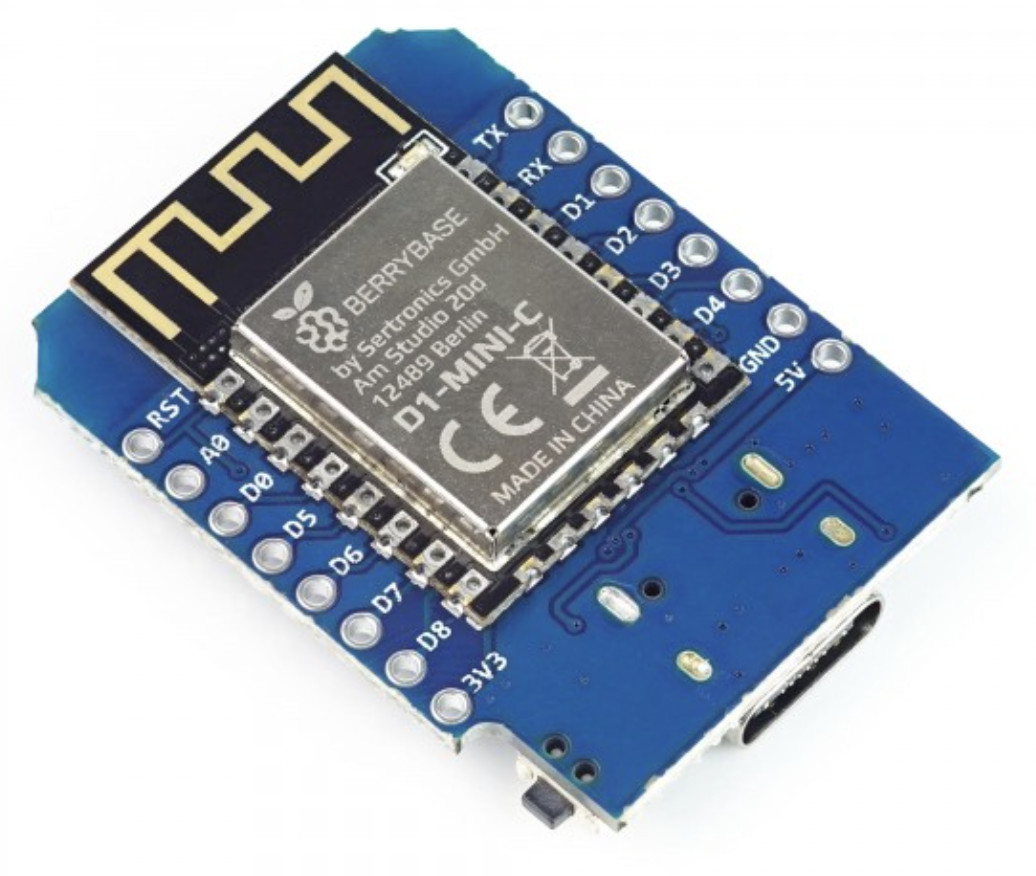 TX
RX
D1
D2
D3
D4
GND
5V
BERRYBASE
by Sertronics GmbH
Am Studio 20d
12489 Berlin
D1-MINI-C
CE
MADE IN CHINA
RST
A0
D0
D5
D6
D7
D8
3V3